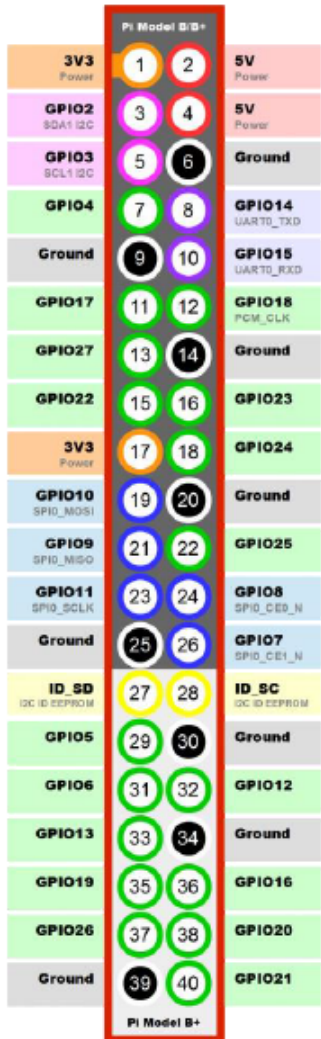 Pi Model B/B+
3V3 1 2 5V
Power Power
GPIO2 3 4 5V
SDA1 I2C Power
GPIO3 5 6 Ground
SCL1 I2C
GPIO4 7 8 GPIO14
UART0_TXD
Ground 9 10 GPIO15
UART0_RXD
GPIO17 11 12 GPIO18
PCM_CLK
GPIO27 13 14 Ground
GPIO22 15 16 GPIO23
3V3 17 18 GPIO24
Power
GPIO10 19 20 Ground
SPI0_MOSI
GPIO9 21 22 GPIO25
SPI0_MISO
GPIO11 23 24 GPIO8
SPI0_SCLK SPI0_CE0_N
Ground 25 26 GPIO7
SPI0_CE1_N
ID_SD 27 28 ID_SC
I2C ID EEPROM I2C ID EEPROM
GPIO5 29 30 Ground
GPIO6 31 32 GPIO12
GPIO13 33 34 Ground
GPIO19 35 36 GPIO16
GPIO26 37 38 GPIO20
Ground 39 40 GPIO21
Pi Model B+